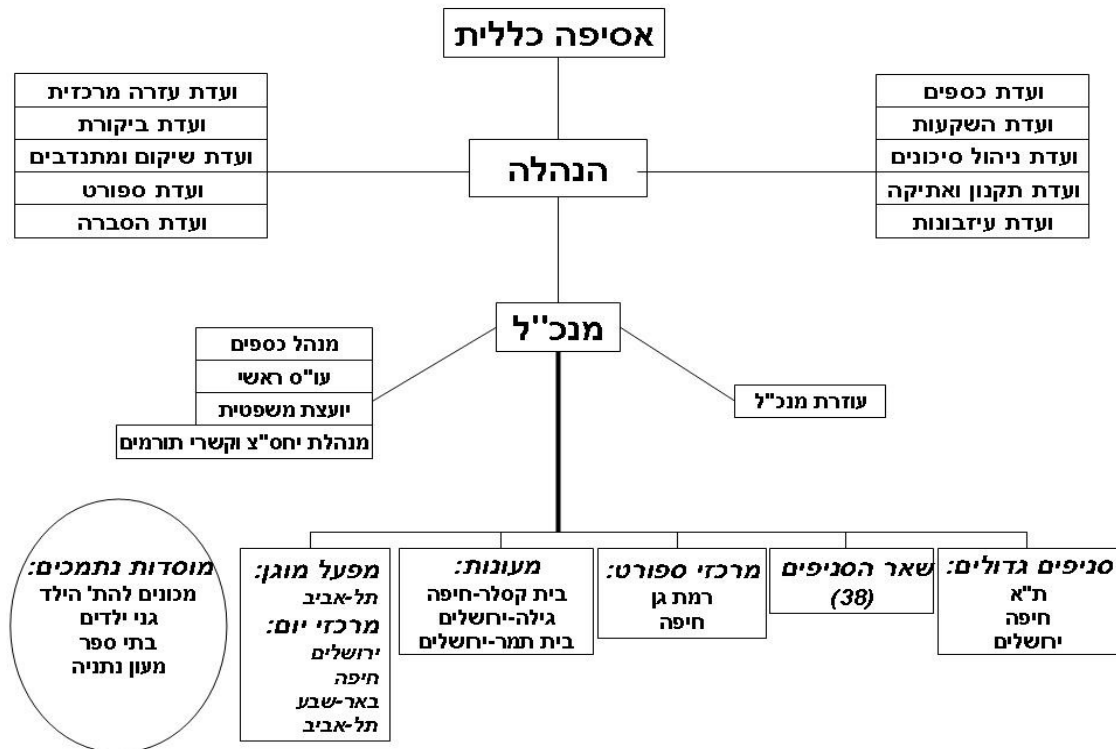 אסיפה כללית
ועדת כספים
ועדת השקעות
ועדת ניהול סיכונים
ועדת תקנון ואתיקה
ועדת עיזבונות
הנהלה
ועדת עזרה מרכזית
ועדת ביקורת
ועדת שיקום ומתנדבים
ועדת ספורט
ועדת הסברה
מנכ''ל
עוזרת מנכ"ל
מנהל כספים
עו"ס ראשי
יועצת משפטית
מנהלת יחס"צ וקשרי תורמים
סניפים גדולים:
ת"א
חיפה
ירושלים
שאר הסניפים
(38)
מרכזי ספורט:
רמת גן
חיפה
מעונות:
בית קסלר-חיפה
גילה-ירושלים
בית תמר-ירושלים
מפעל מוגן:
תל-אביב
מרכזי יום:
ירושלים
חיפה
באר-שבע
תל-אביב
מוסדות נתמכים:
מכונים להת' הילד
גני ילדים
בתי ספר
מעון נתניה